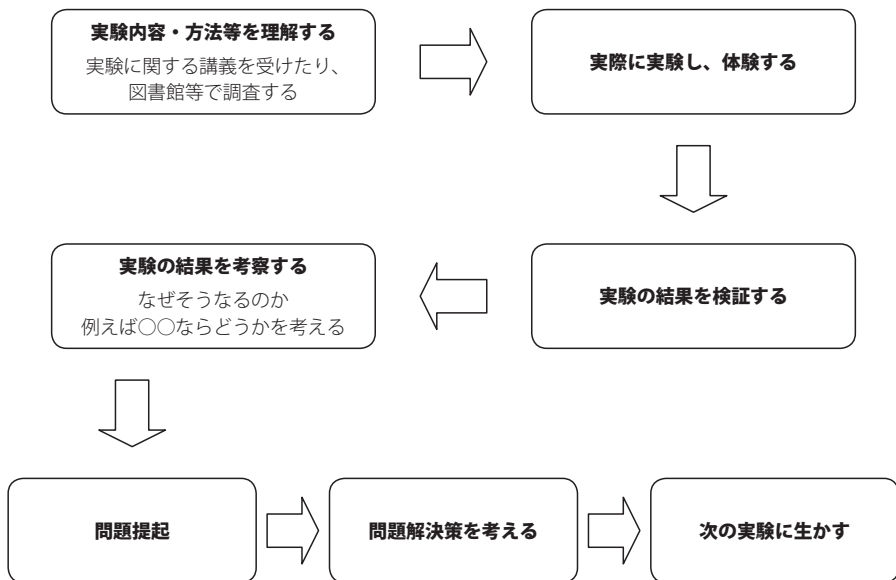 実験内容・方法等を理解する
実験に関する講義を受けたり、
図書館等で調査する
実際に実験し、体験する
実験の結果を検証する
実験の結果を考察する
なぜそうなるのか
例えば○○ならどうかを考える
問題提起
問題解決策を考える
次の実験に生かす